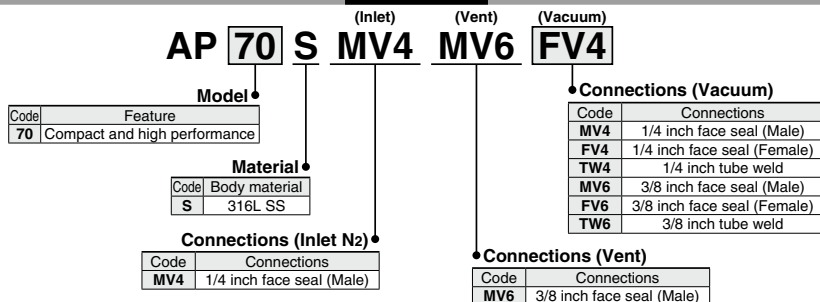 (Inlet) (Vent) (Vacuum)
AP 70 S MV4 MV6 FV4
Model
Code Feature
70 Compact and high performance
Material
Code Body material
S 316L SS
Connections (Inlet N2)
Code Connections
MV4 1/4 inch face seal (Male)
Connections (Vent)
Code Connections
MV6 3/8 inch face seal (Male)
Connections (Vacuum)
Code Connections
MV4 1/4 inch face seal (Male)
FV4 1/4 inch face seal (Female)
TW4 1/4 inch tube weld
MV6 3/8 inch face seal (Male)
FV6 3/8 inch face seal (Female)
TW6 3/8 inch tube weld